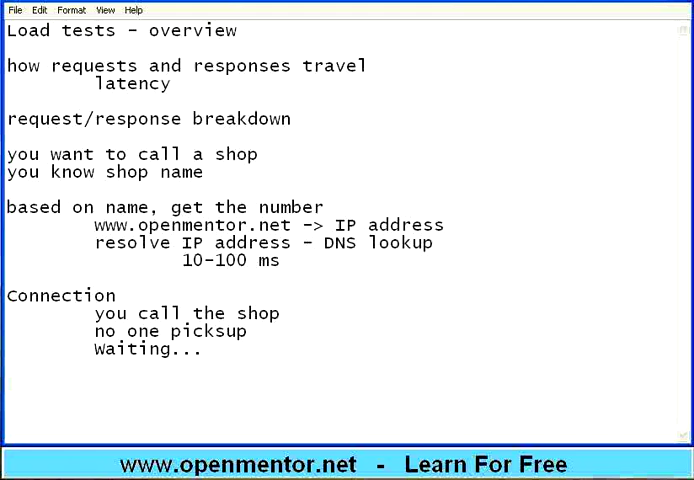 File Edit Format View Help
Load tests - overview
how requests and responses travel
latency
request/response breakdown
you want to call a shop
you know shop name
based on name, get the number
www.openmentor.net -> IP address
resolve IP address - DNS lookup
10-100 ms
Connection
you call the shop
no one picksup
Waiting...
www.openmentor.net - Learn For Free